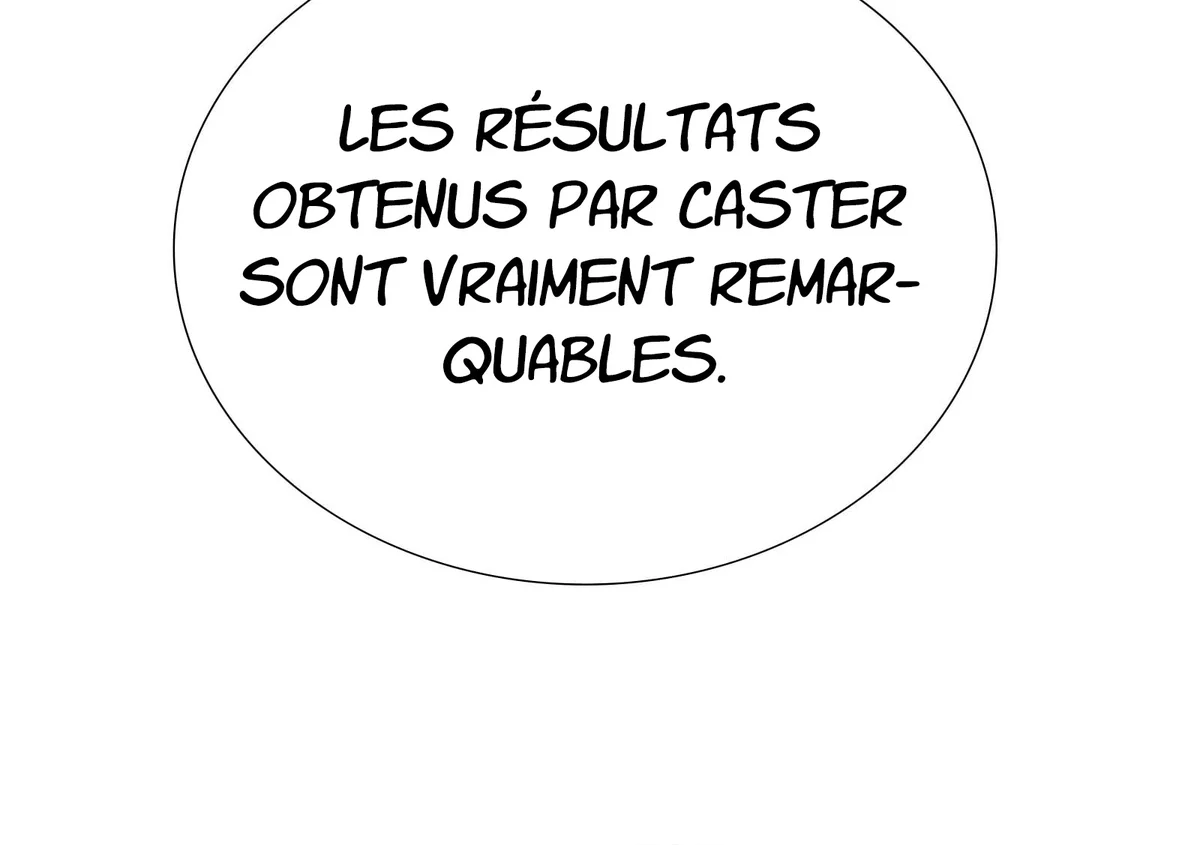 LES RÉSULTATS
OBTENUS PAR CASTER
SONT VRAIMENT REMAR-
QUABLES.